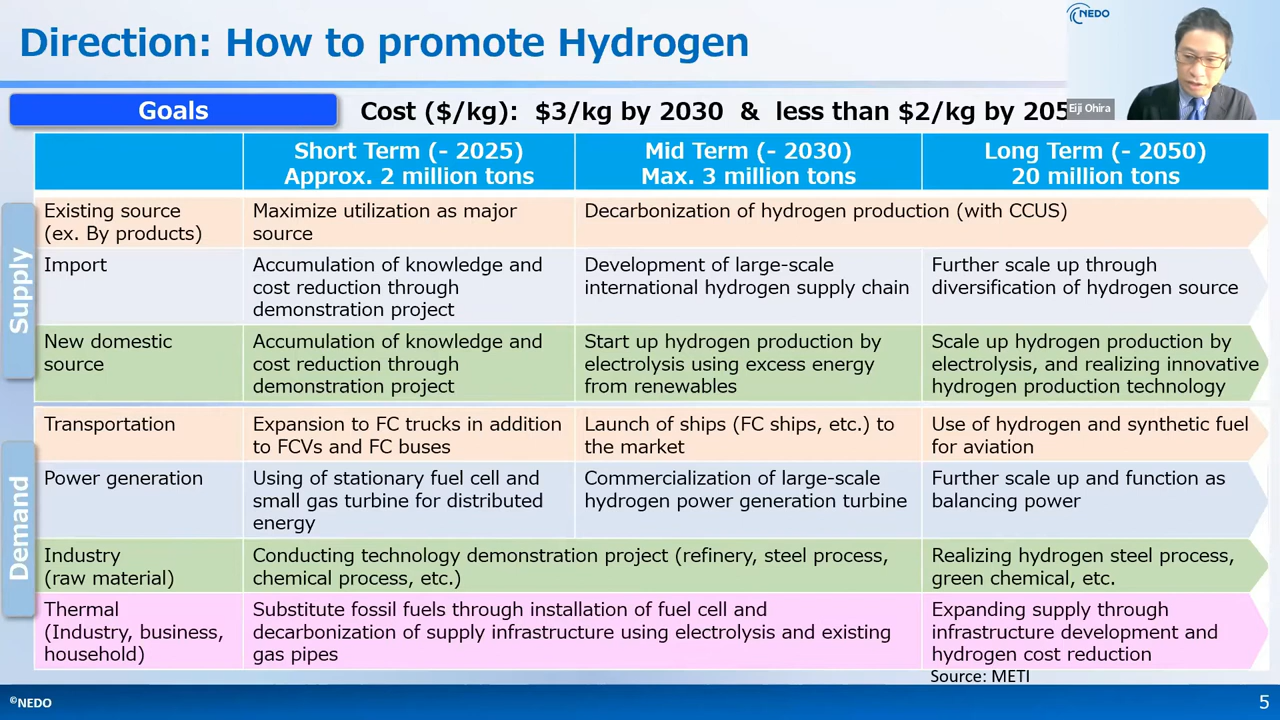 Direction: How to promote Hydrogen
NEDO
Eiji Ohira
Goals
Cost ($/kg): $3/kg by 2030 & less than $2/kg by 205
Short Term (- 2025)
Approx. 2 million tons
Mid Term (- 2030)
Max. 3 million tons
Long Term (- 2050)
20 million tons
Supply
Existing source
(ex. By products)
Maximize utilization as major
source
Decarbonization of hydrogen production (with CCUS)
Import
Accumulation of knowledge and
cost reduction through
demonstration project
Development of large-scale
international hydrogen supply chain
Further scale up through
diversification of hydrogen source
New domestic
source
Accumulation of knowledge and
cost reduction through
demonstration project
Start up hydrogen production by
electrolysis using excess energy
from renewables
Scale up hydrogen production by
electrolysis, and realizing innovative
hydrogen production technology
Demand
Transportation
Expansion to FC trucks in addition
to FCVs and FC buses
Launch of ships (FC ships, etc.) to
the market
Use of hydrogen and synthetic fuel
for aviation
Power generation
Using of stationary fuel cell and
small gas turbine for distributed
energy
Commercialization of large-scale
hydrogen power generation turbine
Further scale up and function as
balancing power
Industry
(raw material)
Conducting technology demonstration project (refinery, steel process,
chemical process, etc.)
Realizing hydrogen steel process,
green chemical, etc.
Thermal
(Industry, business,
household)
Substitute fossil fuels through installation of fuel cell and
decarbonization of supply infrastructure using electrolysis and existing
gas pipes
Expanding supply through
infrastructure development and
hydrogen cost reduction
Source: METI
©NEDO
5